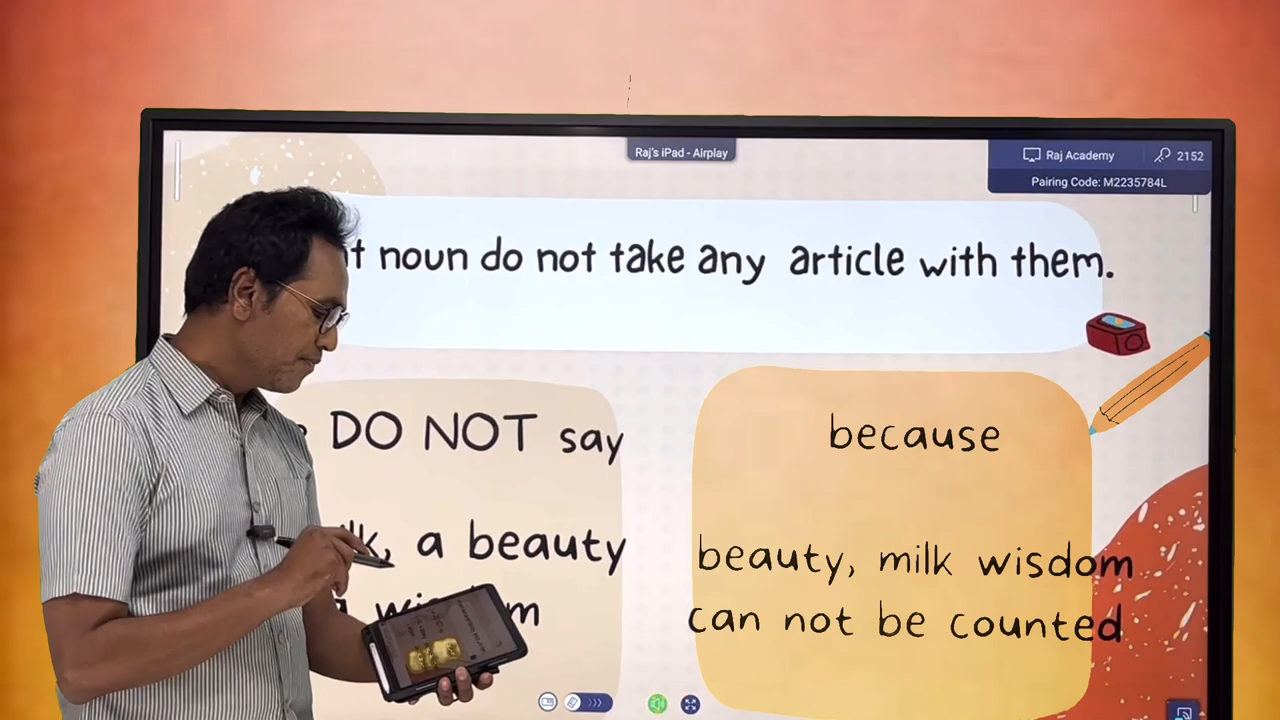 Raj's iPad - Airplay
Raj Academy 2152
Pairing Code: M2235784L
t noun do not take any article with them.
DO NOT say
because
lk, a beauty
beauty, milk wisdom
can not be counted